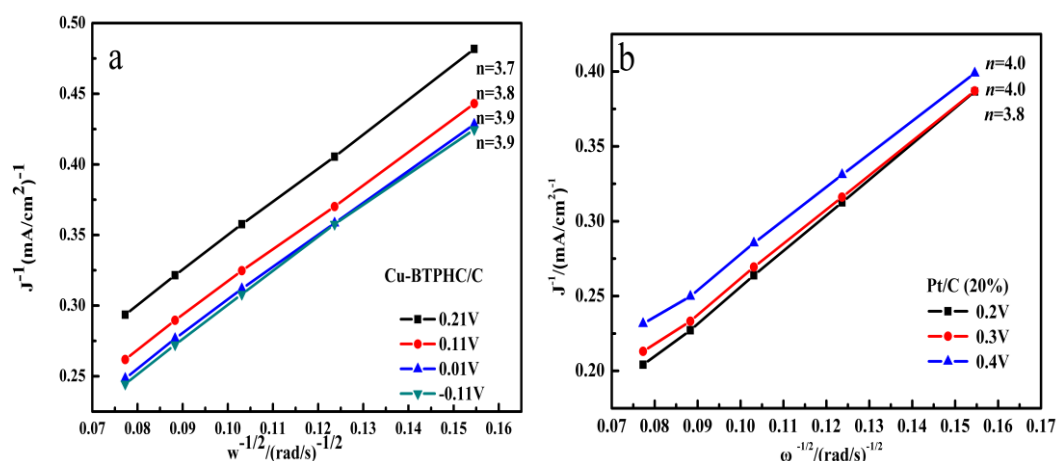 a
0.50
0.45
0.40
0.35
0.30
0.25
J⁻¹(mA/cm²)⁻¹
n=3.7
n=3.8
n=3.9
n=3.9
Cu-BTPHC/C
0.21V
0.11V
0.01V
-0.11V
0.07 0.08 0.09 0.10 0.11 0.12 0.13 0.14 0.15 0.16
w⁻¹/²/(rad/s)⁻¹/²
b
0.40
0.35
0.30
0.25
0.20
J⁻¹/(mA/cm²)⁻¹
n=4.0
n=4.0
n=3.8
Pt/C (20%)
0.2V
0.3V
0.4V
0.07 0.08 0.09 0.10 0.11 0.12 0.13 0.14 0.15 0.16 0.17
ω⁻¹/²/(rad/s)⁻¹/²